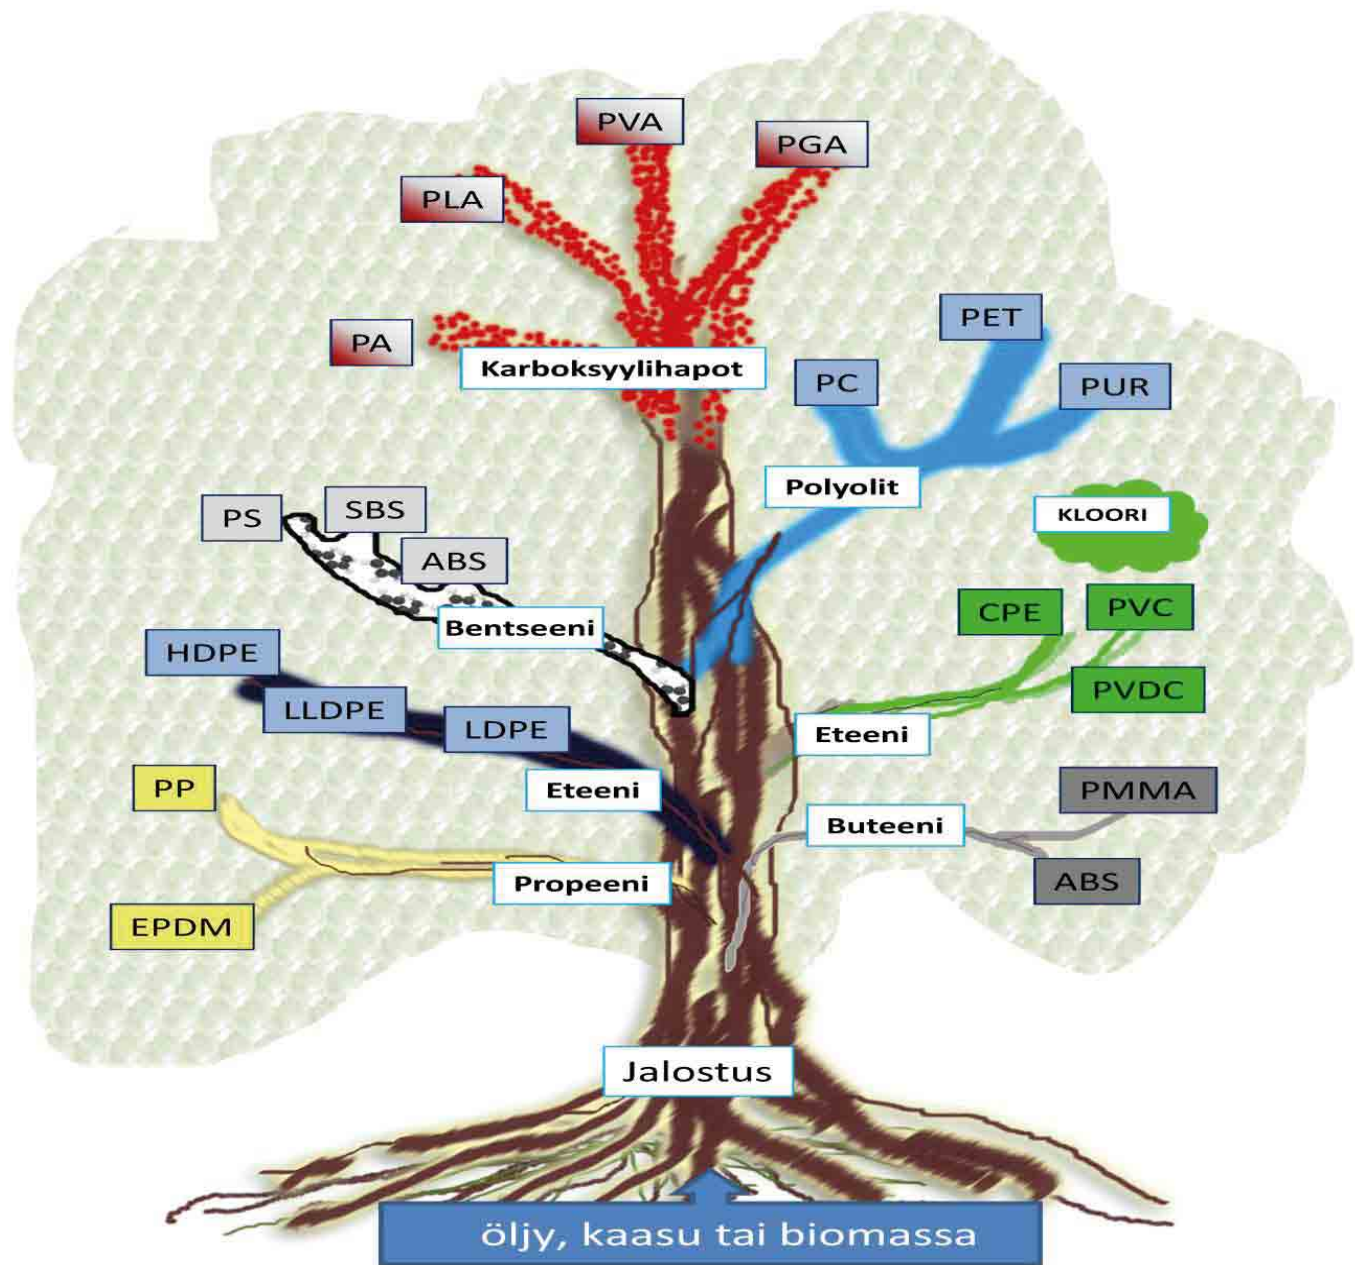 PVA
PGA
PLA
PET
PA
Karboksyylihapot
PC
PUR
Polyolit
PS
SBS
KLOORI
ABS
CPE
PVC
Bentseeni
HDPE
PVDC
LLDPE
LDPE
Eteeni
PP
Eteeni
PMMA
Buteeni
Propeeni
ABS
EPDM
Jalostus
öljy, kaasu tai biomassa